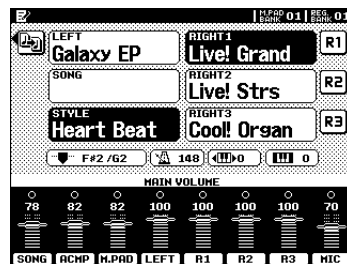 M.PAD BANK 01 REG. BANK 01
LEFT
Galaxy EP
RIGHT1
Live! Grand
R1
SONG
RIGHT2
Live! Strs
R2
STYLE
Heart Beat
RIGHT3
Cool! Organ
R3
F#2 /G2 148 0 0
MAIN VOLUME
78 82 82 100 100 100 100 70
SONG ACMP M.PAD LEFT R1 R2 R3 MIC